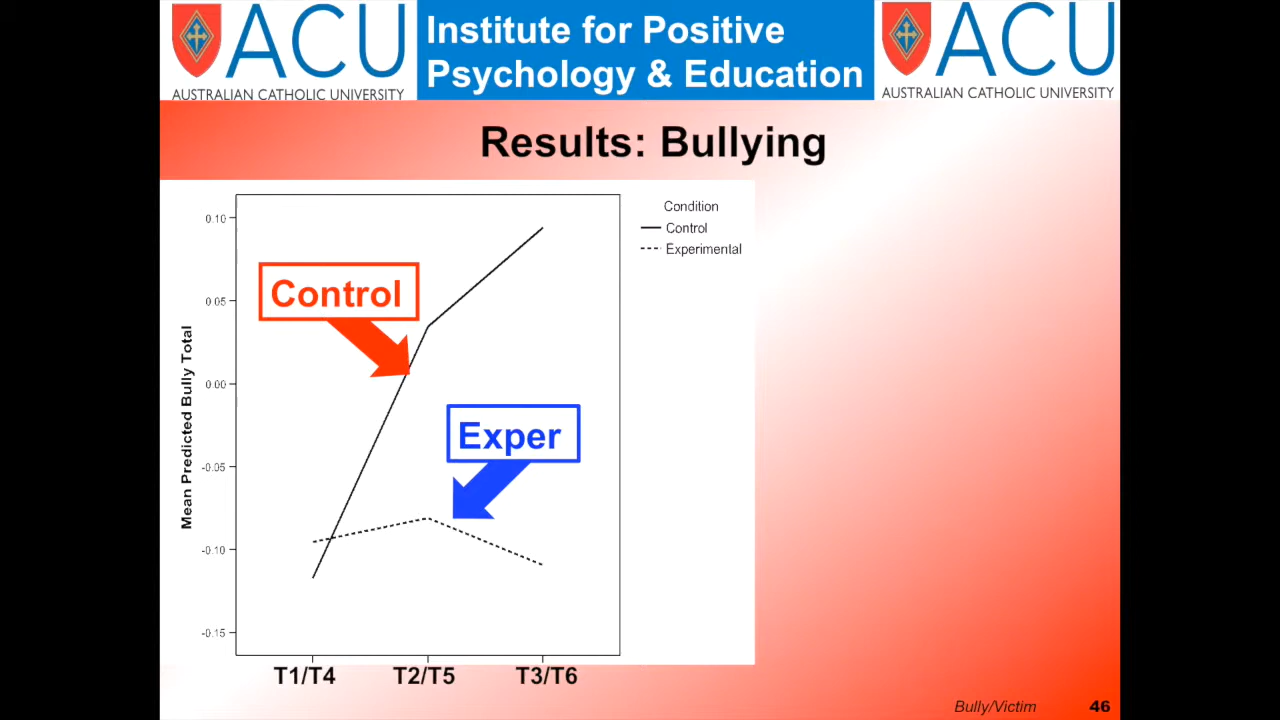 ACU
AUSTRALIAN CATHOLIC UNIVERSITY
Institute for Positive
Psychology & Education
ACU
AUSTRALIAN CATHOLIC UNIVERSITY
Results: Bullying
Condition
Control
Experimental
Mean Predicted Bully Total
0.10
0.05
0.00
-0.05
-0.10
-0.15
Control
Exper
T1/T4
T2/T5
T3/T6
Bully/Victim
46